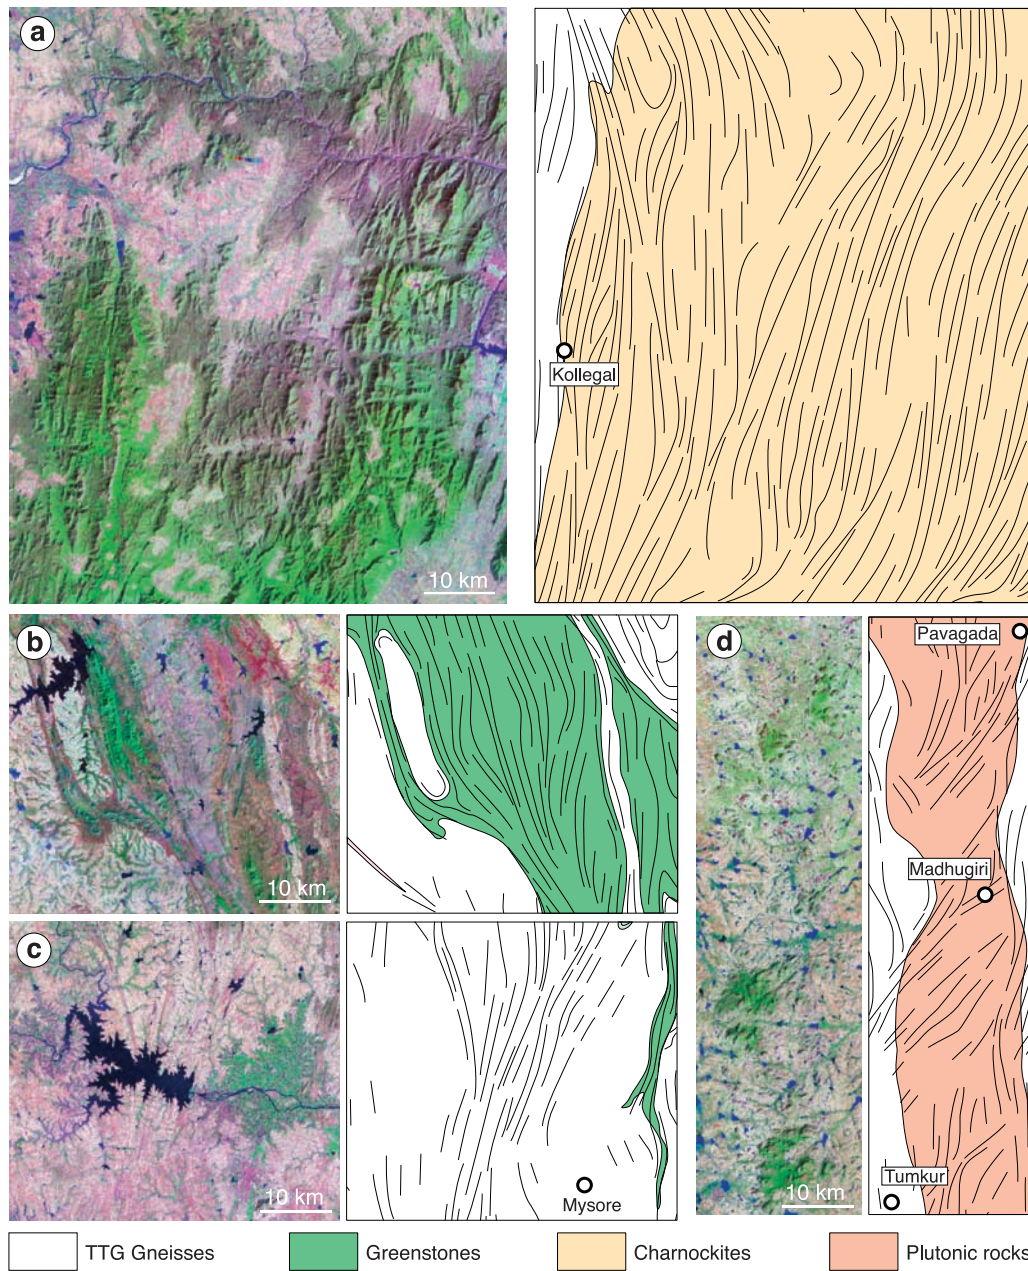 a
10 km
Kollegal
b
10 km
d
10 km
Pavagada
Madhugiri
Tumkur
c
10 km
Mysore
TTG Gneisses
Greenstones
Charnockites
Plutonic rocks